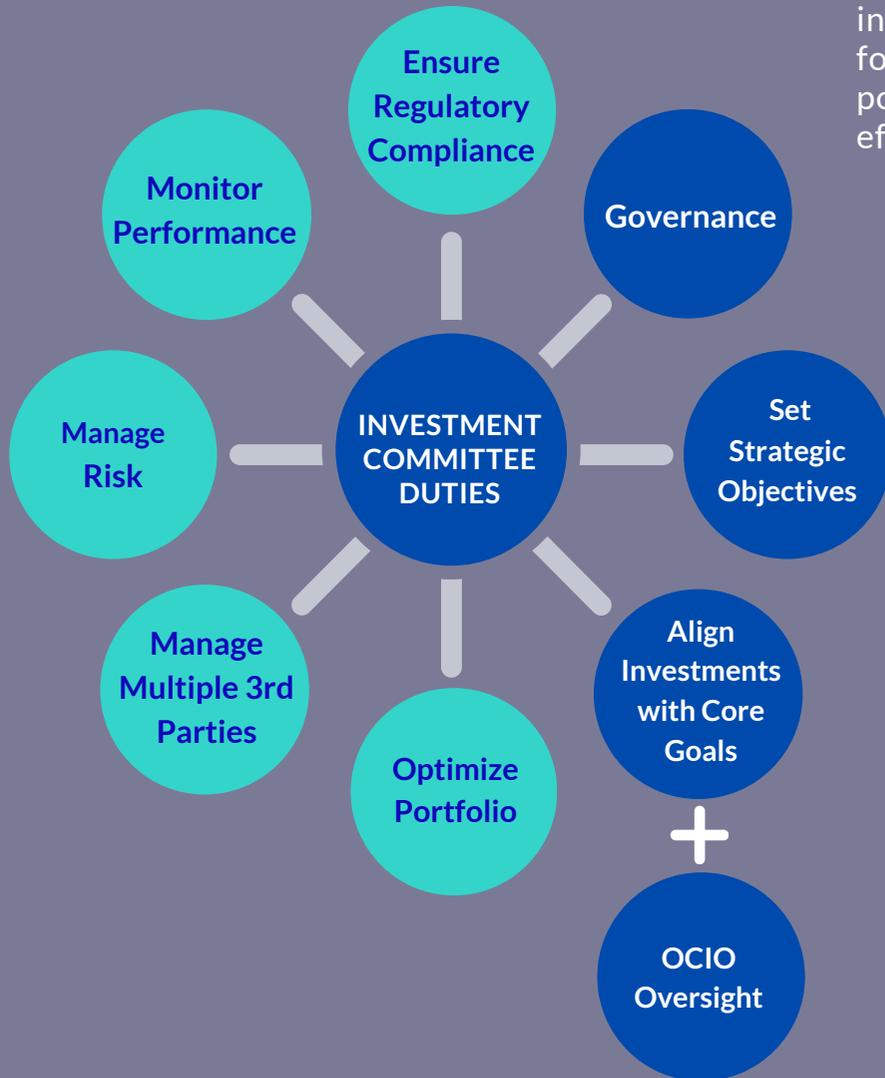 Ensure
Regulatory
Compliance
Monitor
Performance
Governance
Manage
Risk
INVESTMENT
COMMITTEE
DUTIES
Set
Strategic
Objectives
Manage
Multiple 3rd
Parties
Align
Investments
with Core
Goals
Optimize
Portfolio
OCIO
Oversight